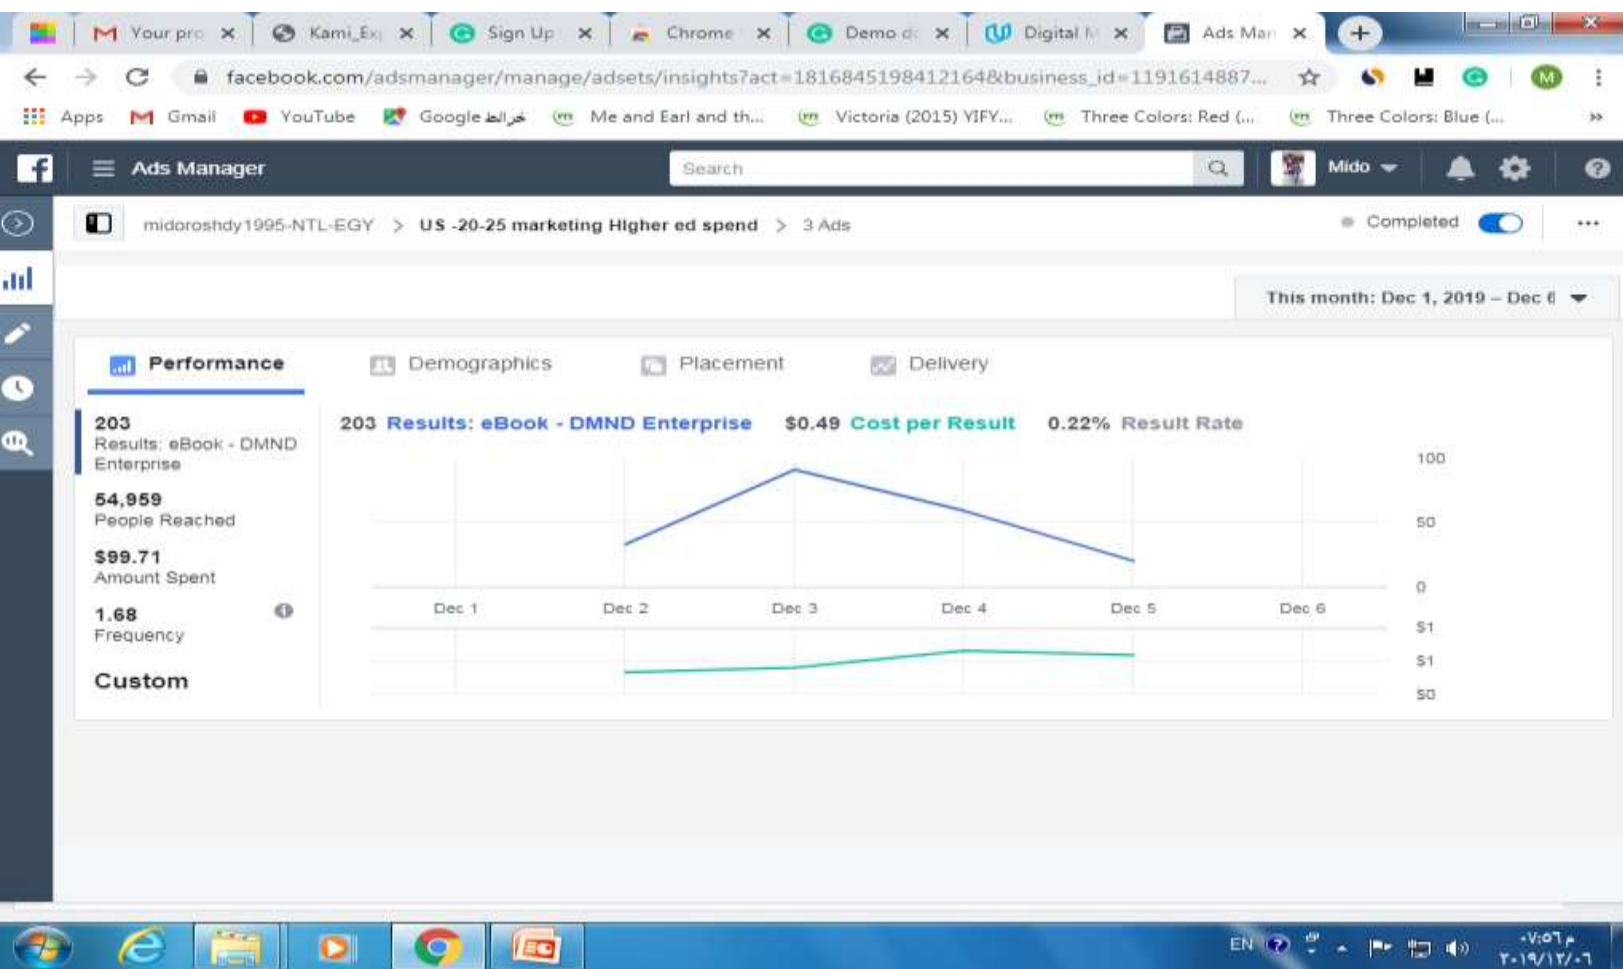 Your pro
Kami_Ex
Sign Up
Chrome
Demo d
Digital M
Ads Man
facebook.com/adsmanager/manage/adsets/insights?act=1816845198412164&business_id=1191614887...
M
Apps
Gmail
YouTube
خرائط Google
Me and Earl and th...
Victoria (2015) YIFY...
Three Colors: Red (...
Three Colors: Blue (...
Ads Manager
Search
Mido
midoroshdy1995-NTL-EGY > US -20-25 marketing HIgher ed spend > 3 Ads
Completed
This month: Dec 1, 2019 – Dec 6
Performance
Demographics
Placement
Delivery
203
Results: eBook - DMND
Enterprise
54,959
People Reached
$99.71
Amount Spent
1.68
Frequency
Custom
203 Results: eBook - DMND Enterprise $0.49 Cost per Result 0.22% Result Rate
100
50
0
Dec 1 Dec 2 Dec 3 Dec 4 Dec 5 Dec 6
$1
$1
$0
EN
٠٧:٥٦ م
٢٠١٩/١٢/٠٦